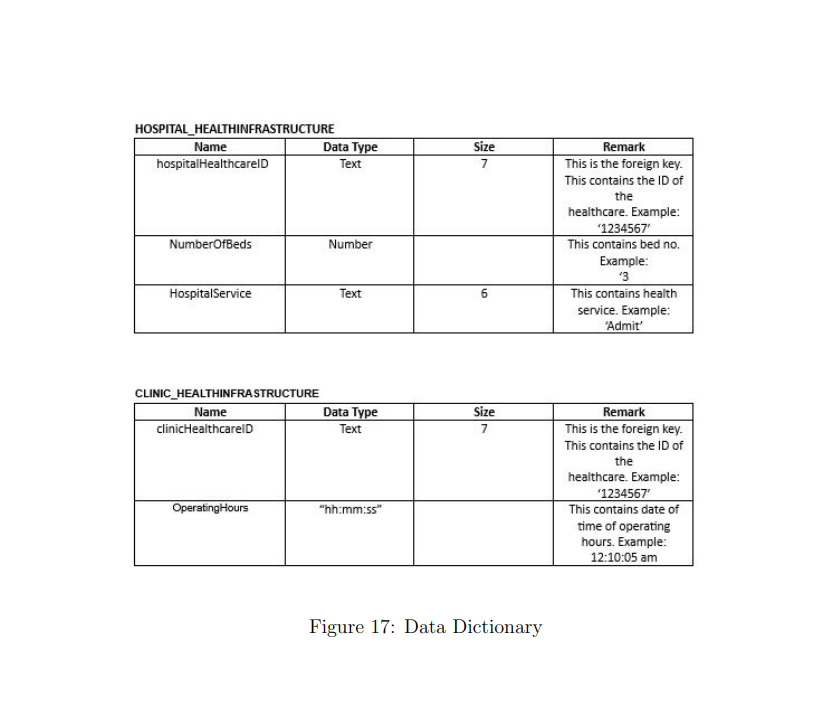 HOSPITAL_HEALTHINFRASTRUCTURE
Name Data Type Size Remark
hospitalHealthcareID Text 7 This is the foreign key.
This contains the ID of
the
healthcare. Example:
‘1234567’
NumberOfBeds Number This contains bed no.
Example:
‘3
HospitalService Text 6 This contains health
service. Example:
‘Admit’
CLINIC_HEALTHINFRASTRUCTURE
Name Data Type Size Remark
clinicHealthcareID Text 7 This is the foreign key.
This contains the ID of
the
healthcare. Example:
‘1234567’
OperatingHours “hh:mm:ss” This contains date of
time of operating
hours. Example:
12:10:05 am
Figure 17: Data Dictionary